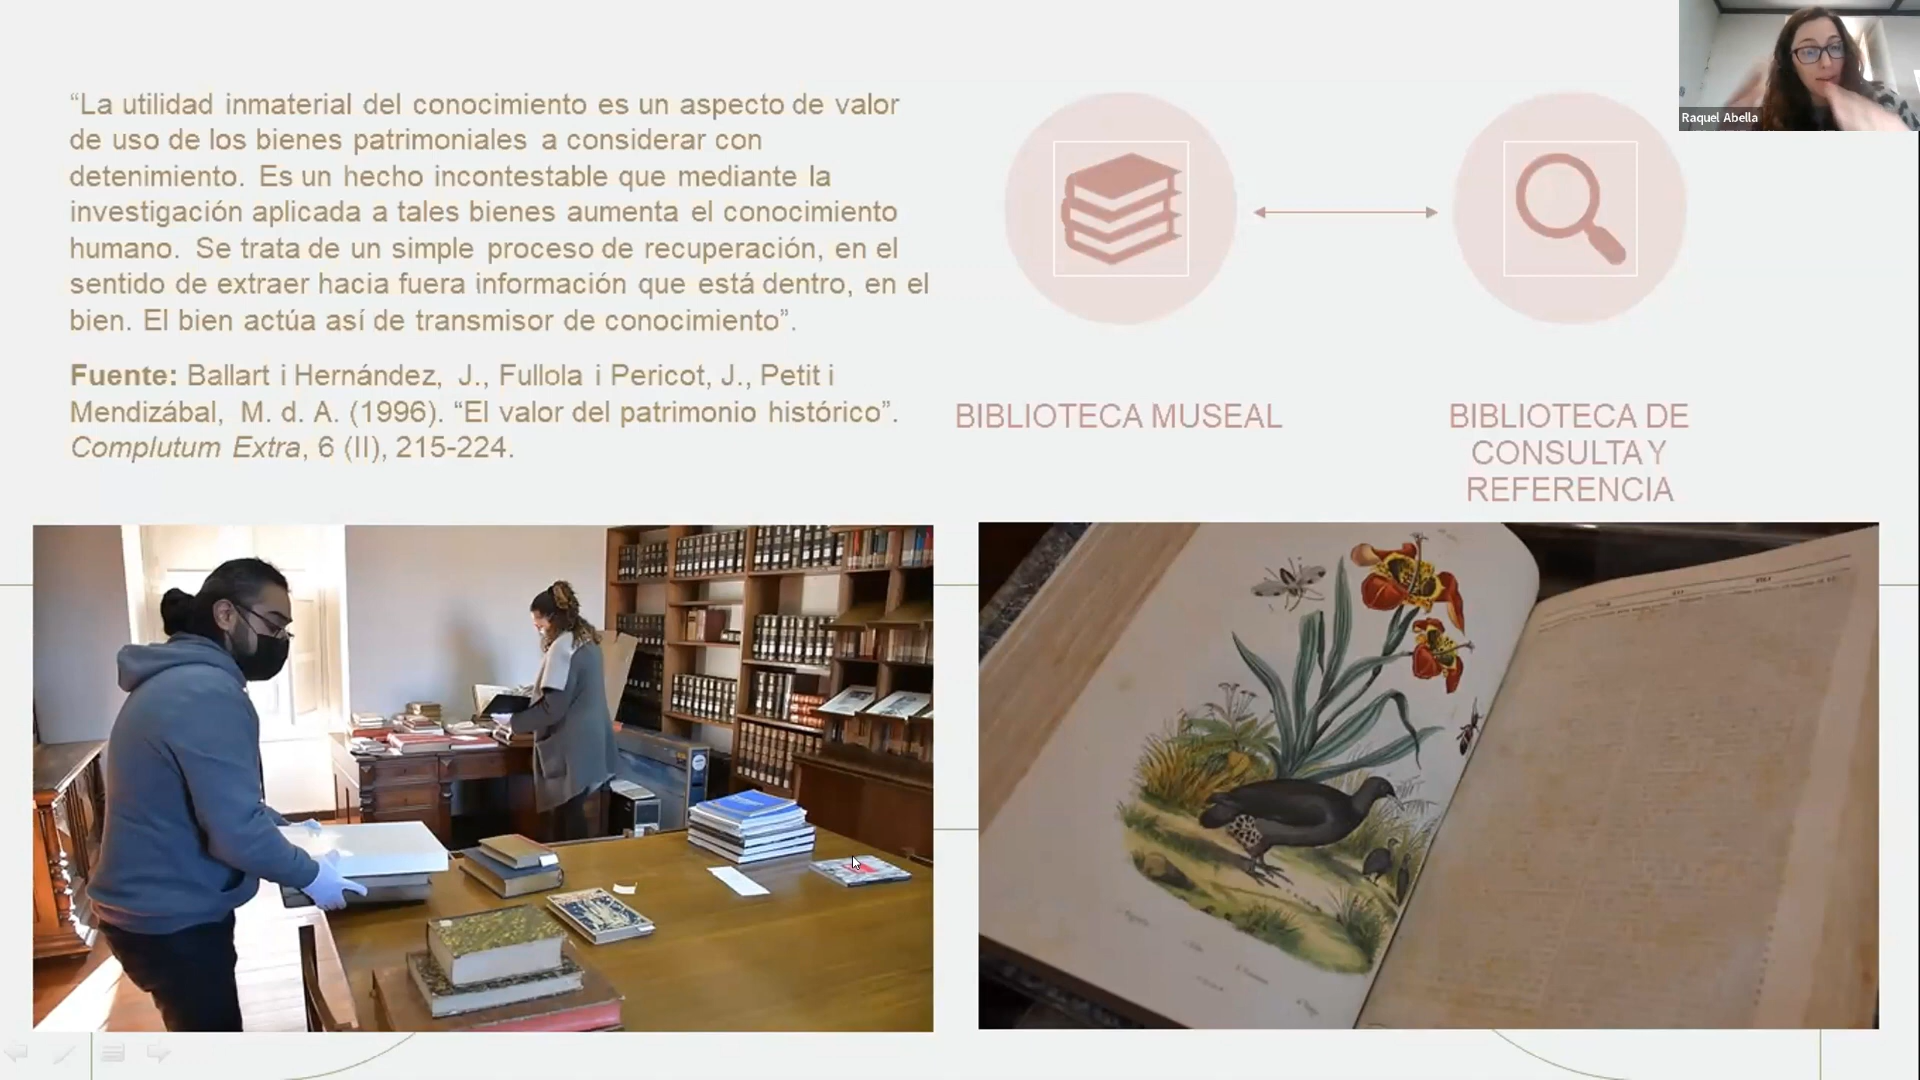 “La utilidad inmaterial del conocimiento es un aspecto de valor
de uso de los bienes patrimoniales a considerar con
detenimiento. Es un hecho incontestable que mediante la
investigación aplicada a tales bienes aumenta el conocimiento
humano. Se trata de un simple proceso de recuperación, en el
sentido de extraer hacia fuera información que está dentro, en el
bien. El bien actúa así de transmisor de conocimiento”.
Fuente: Ballart i Hernández, J., Fullola i Pericot, J., Petit i
Mendizábal, M. d. A. (1996). “El valor del patrimonio histórico”.
Complutum Extra, 6 (II), 215-224.
BIBLIOTECA MUSEAL
BIBLIOTECA DE
CONSULTA Y
REFERENCIA
Raquel Abella